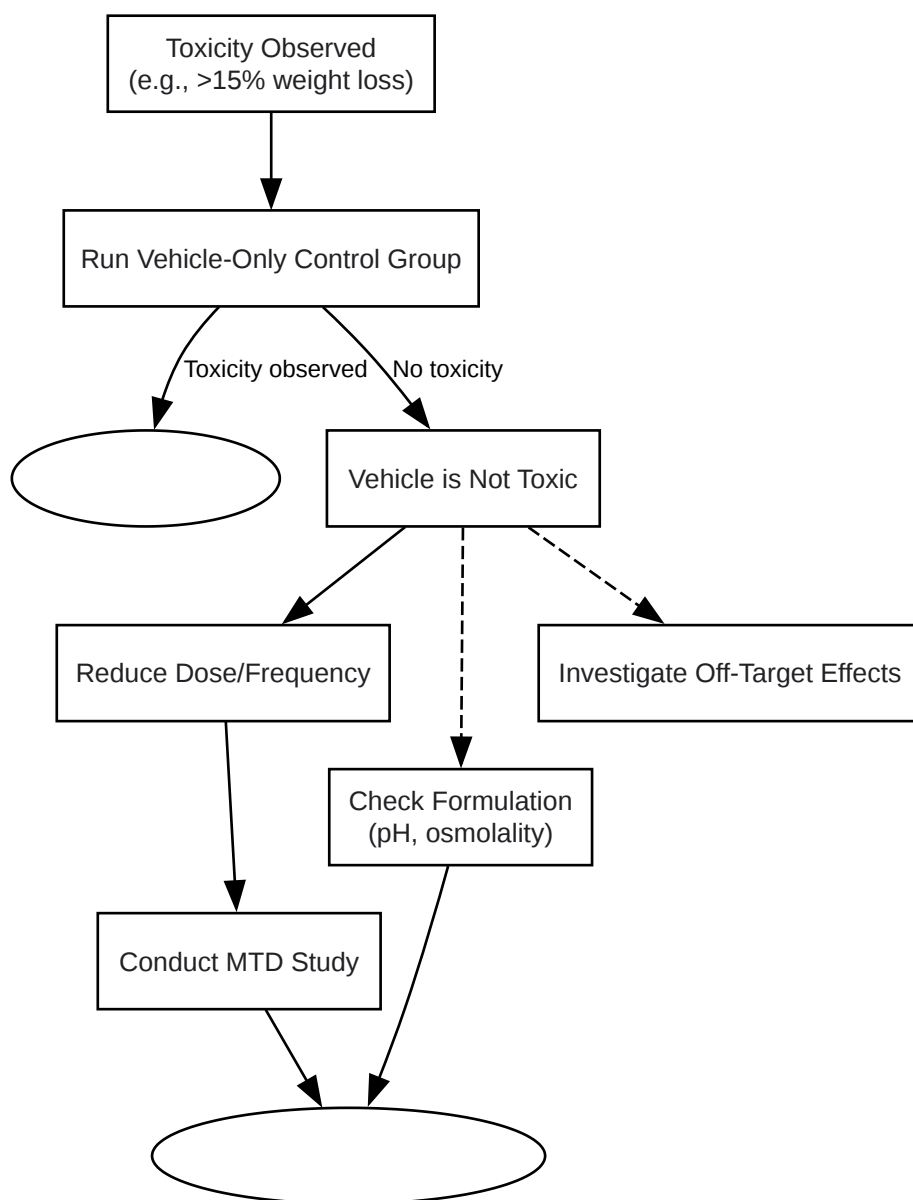 Toxicity Observed
(e.g., >15% weight loss)
Run Vehicle-Only Control Group
Toxicity observed
No toxicity
Vehicle is Not Toxic
Reduce Dose/Frequency
Investigate Off-Target Effects
Check Formulation
(pH, osmolality)
Conduct MTD Study